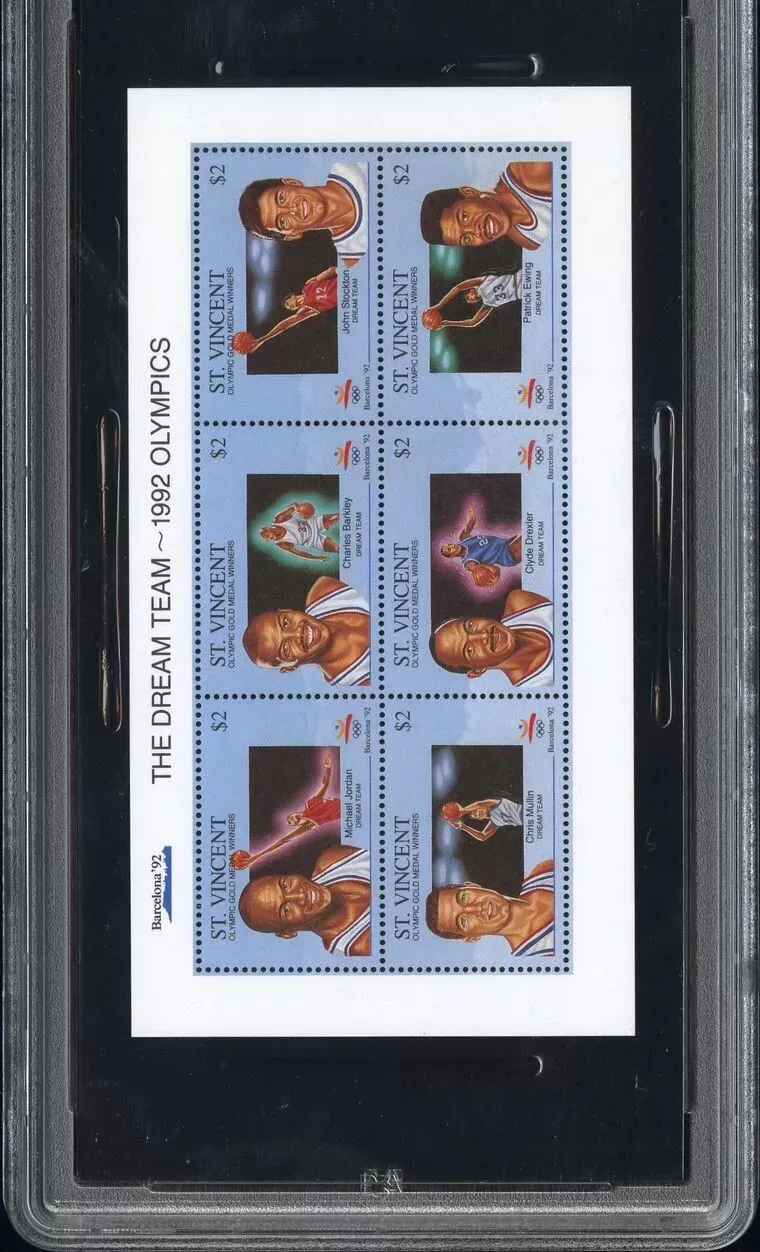 Barcelona'92
THE DREAM TEAM ~ 1992 OLYMPICS
ST. VINCENT $2
OLYMPIC GOLD MEDAL WINNERS
Michael Jordan
DREAM TEAM
Barcelona '92
ST. VINCENT $2
OLYMPIC GOLD MEDAL WINNERS
Charles Barkley
DREAM TEAM
Barcelona '92
ST. VINCENT $2
OLYMPIC GOLD MEDAL WINNERS
12
John Stockton
DREAM TEAM
Barcelona '92
ST. VINCENT $2
OLYMPIC GOLD MEDAL WINNERS
Chris Mullin
DREAM TEAM
Barcelona '92
ST. VINCENT $2
OLYMPIC GOLD MEDAL WINNERS
Clyde Drexler
DREAM TEAM
Barcelona '92
ST. VINCENT $2
OLYMPIC GOLD MEDAL WINNERS
33
Patrick Ewing
DREAM TEAM
Barcelona '92